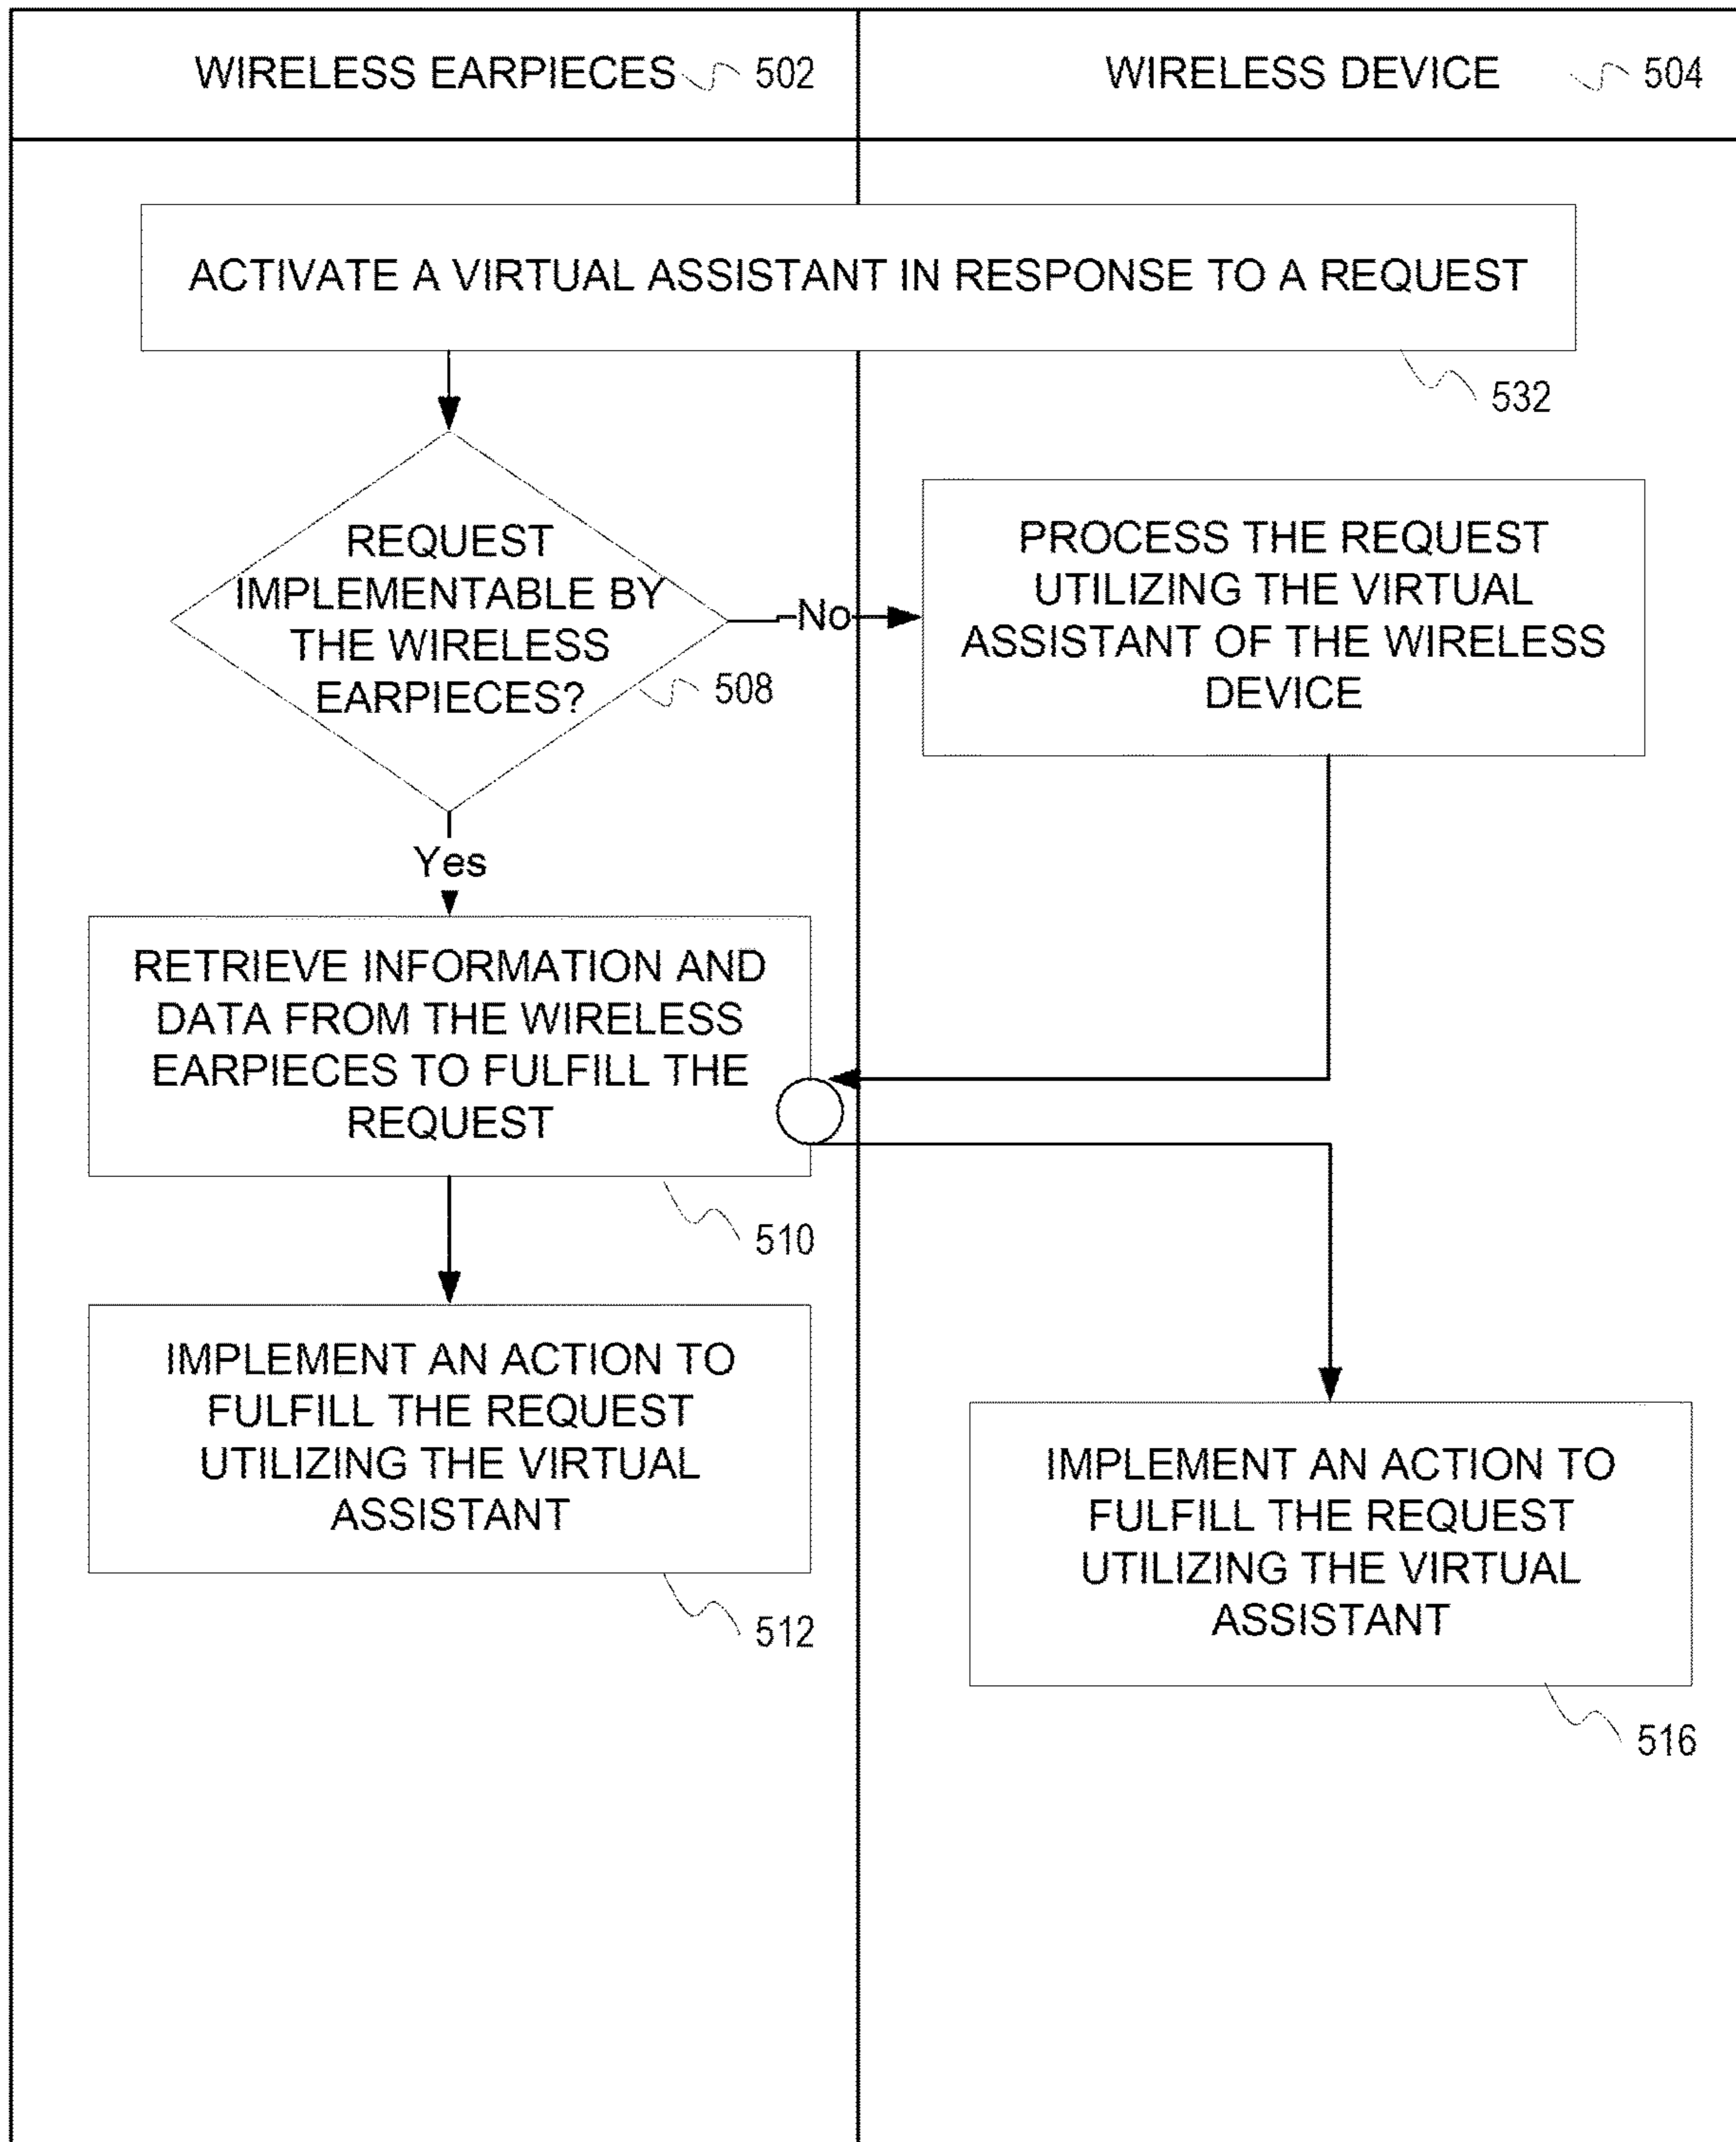 WIRELESS EARPIECES 502
WIRELESS DEVICE 504
ACTIVATE A VIRTUAL ASSISTANT IN RESPONSE TO A REQUEST
532
REQUEST
IMPLEMENTABLE BY
THE WIRELESS
EARPIECES?
508
No
PROCESS THE REQUEST
UTILIZING THE VIRTUAL
ASSISTANT OF THE WIRELESS
DEVICE
Yes
RETRIEVE INFORMATION AND
DATA FROM THE WIRELESS
EARPIECES TO FULFILL THE
REQUEST
510
IMPLEMENT AN ACTION TO
FULFILL THE REQUEST
UTILIZING THE VIRTUAL
ASSISTANT
512
IMPLEMENT AN ACTION TO
FULFILL THE REQUEST
UTILIZING THE VIRTUAL
ASSISTANT
516